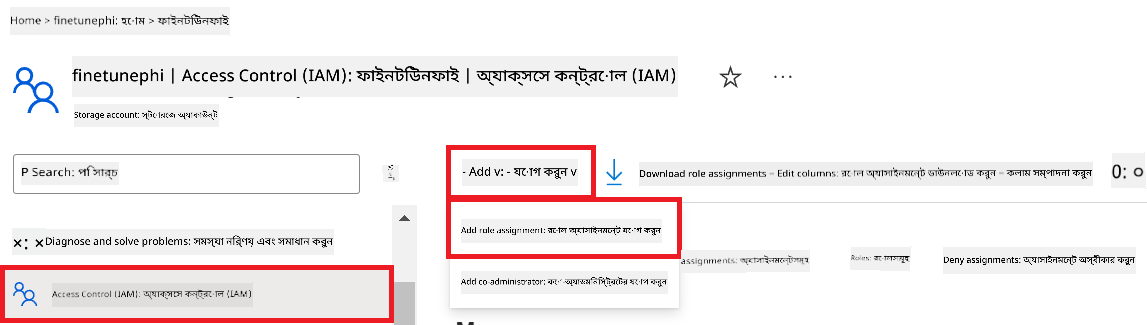 Home > finetunephi: হোম > ফাইনটিউনফাই
finetunephi | Access Control (IAM): ফাইনটিউনফাই | অ্যাক্সেস কন্ট্রোল (IAM)
Storage account: স্টোরেজ অ্যাকাউন্ট
P Search: পি সার্চ
- Add v: - যোগ করুন v
Download role assignments – Edit columns: রোল অ্যাসাইনমেন্ট ডাউনলোড করুন – কলাম সম্পাদনা করুন
Add role assignment: রোল অ্যাসাইনমেন্ট যোগ করুন
×: × Diagnose and solve problems: সমস্যা নির্ণয় এবং সমাধান করুন
assignments: অ্যাসাইনমেন্টসমূহ
Roles: রোলসমূহ
Deny assignments: অ্যাসাইনমেন্ট অস্বীকার করুন
Access Control (IAM): অ্যাক্সেস কন্ট্রোল (IAM)
Add co-administrator: কো-অ্যাডমিনিস্ট্রেটর যোগ করুন